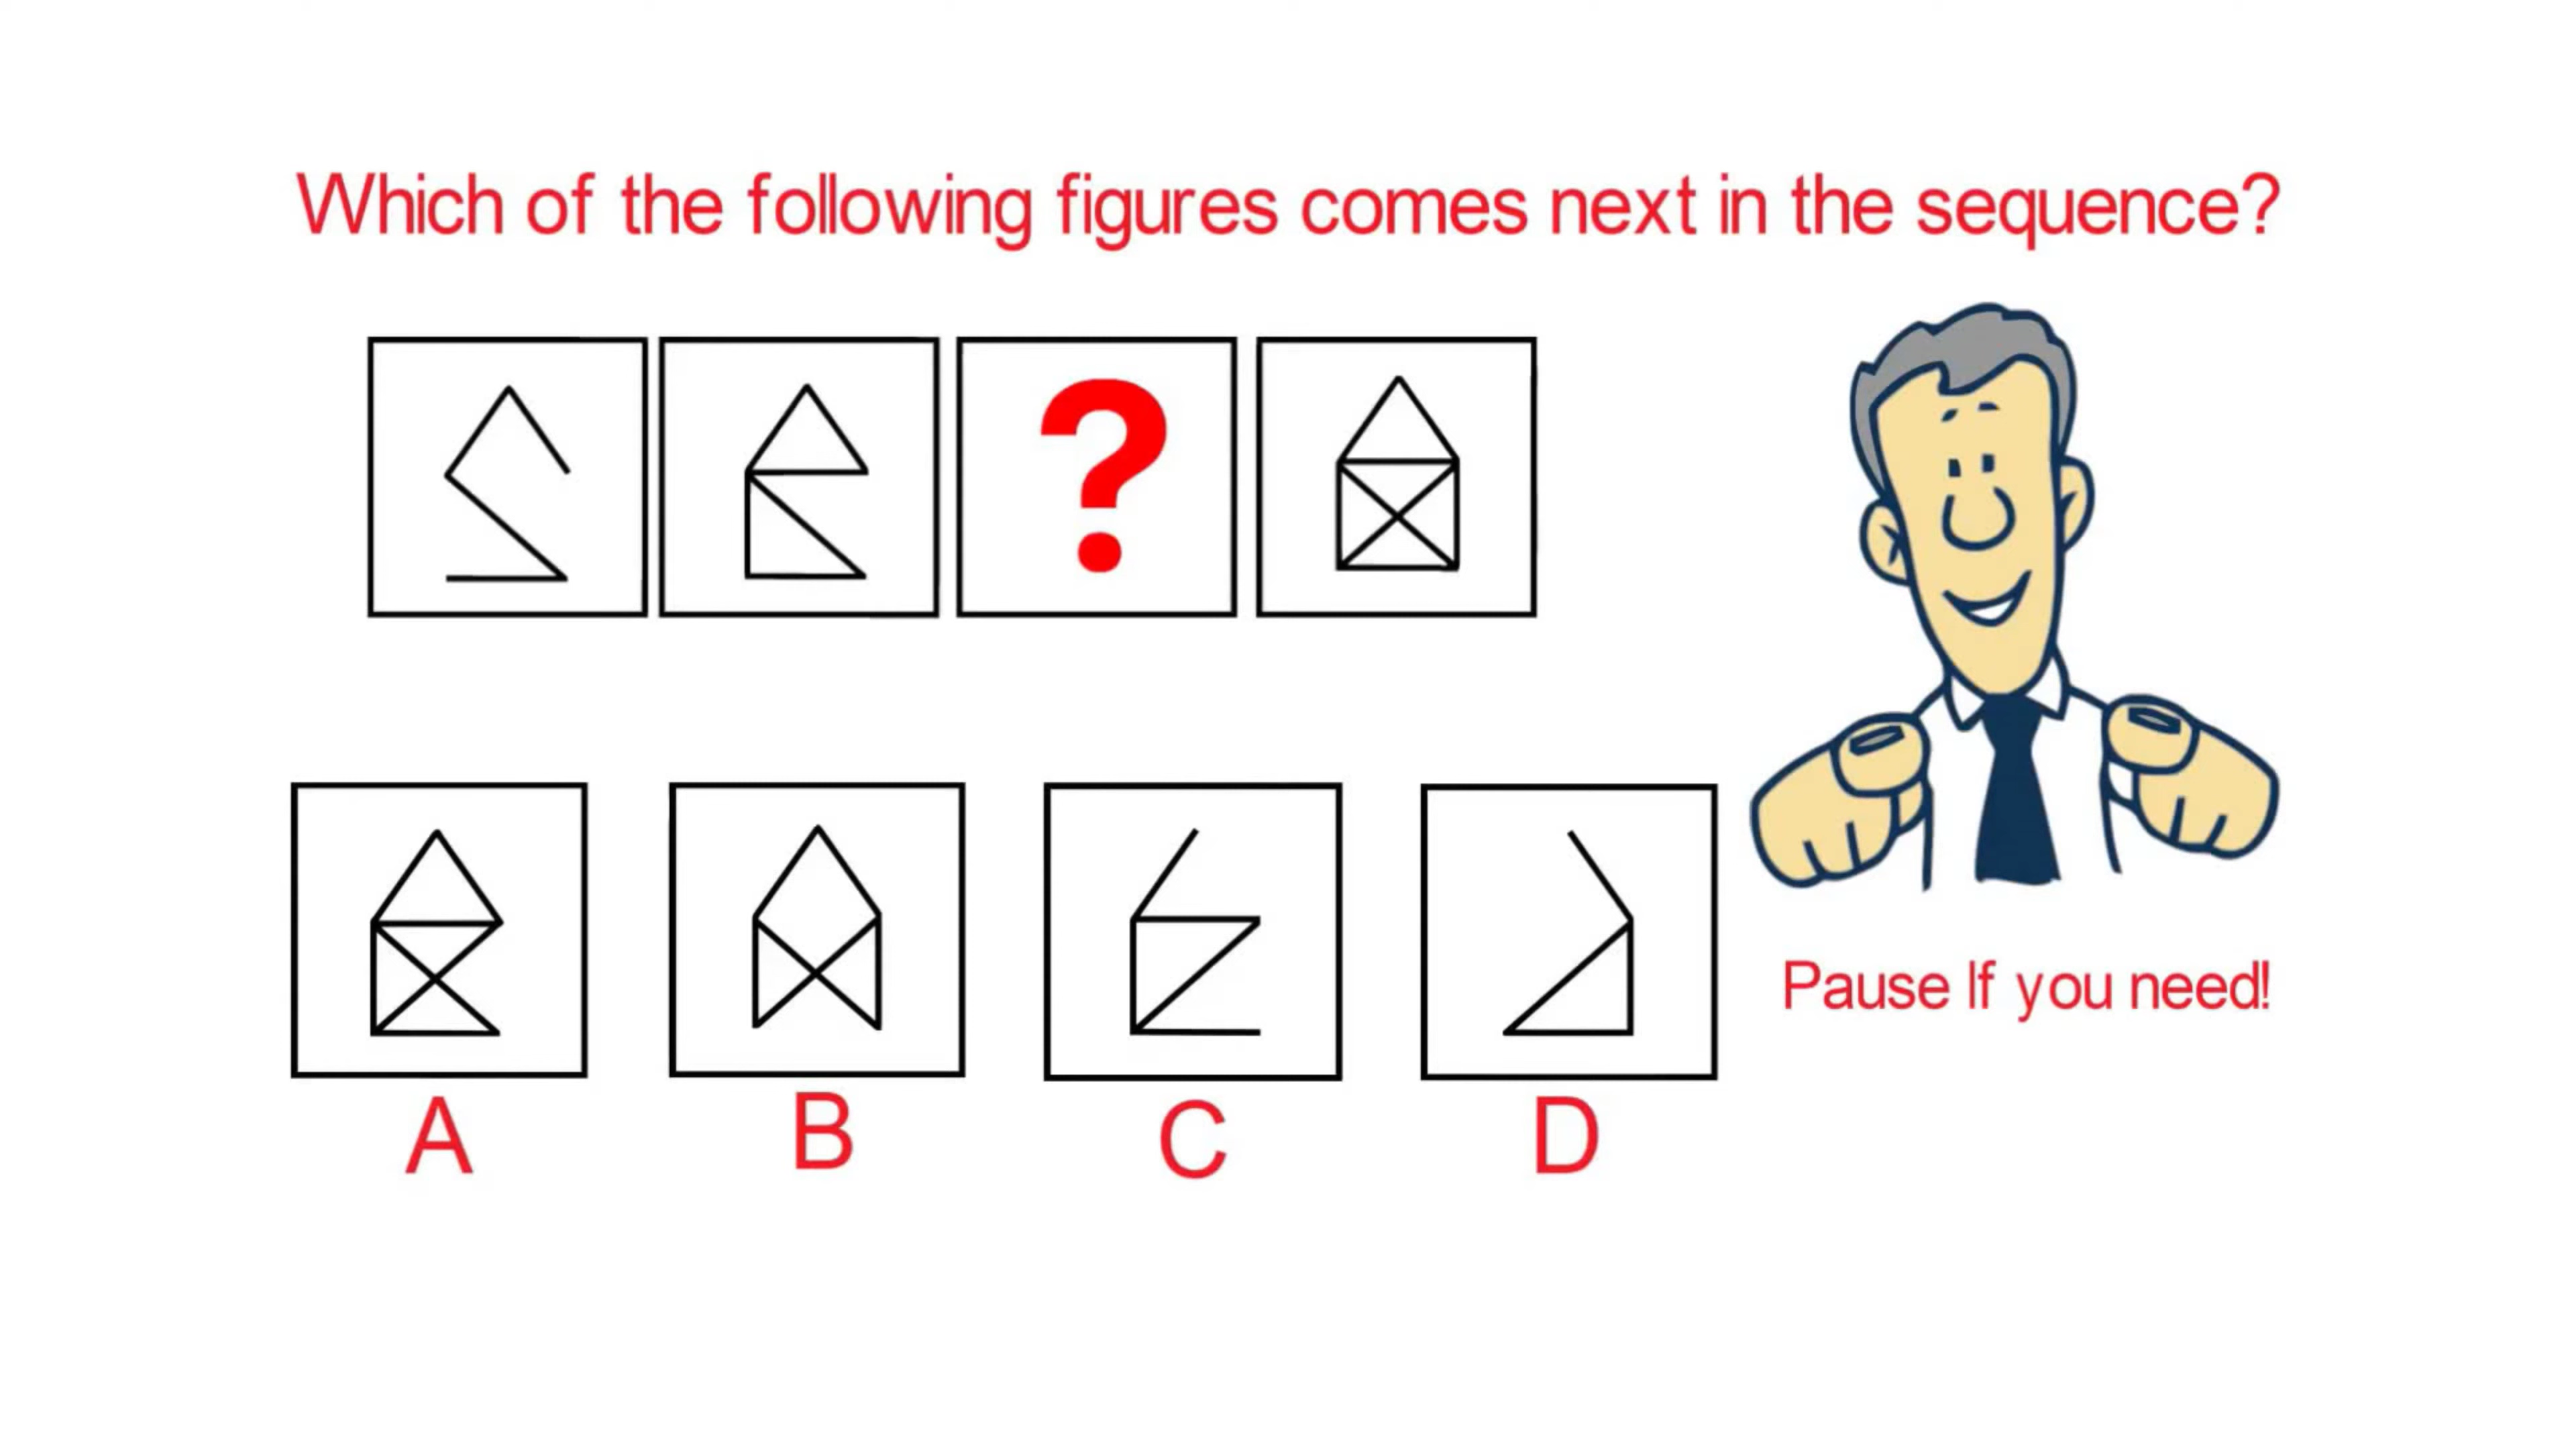 Which of the following figures comes next in the sequence?
?
Pause If you need!
A B C D